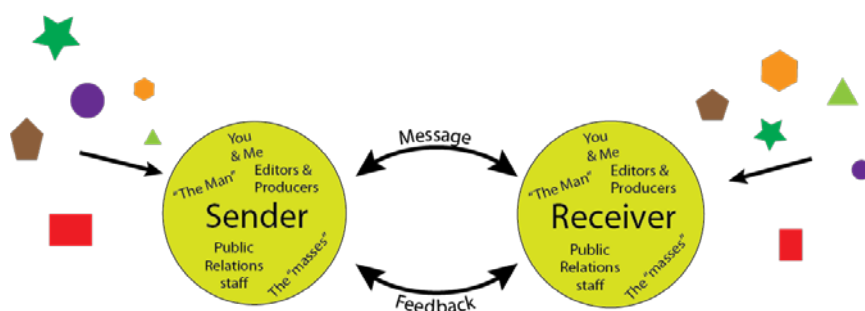 You
& Me
"The Man"
Editors &
Producers
Sender
Public
Relations
staff
The "masses"
Message
Feedback
You
& Me
"The Man"
Editors &
Producers
Receiver
Public
Relations
staff
The "masses"